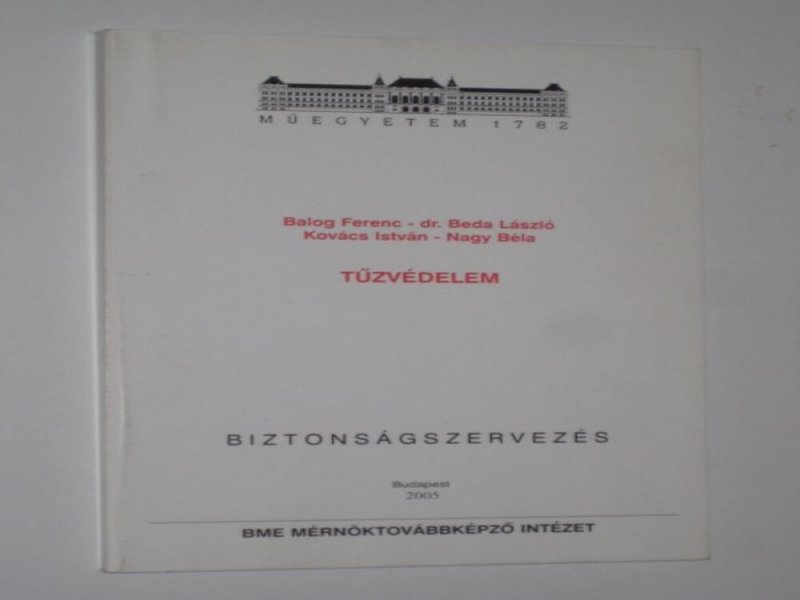 MŰEGYETEM 1782
Balog Ferenc - dr. Beda László
Kovács István - Nagy Béla
TŰZVÉDELEM
BIZTONSÁGSZERVEZÉS
Budapest
2005
BME MÉRNÖKTOVÁBBKÉPZŐ INTÉZET